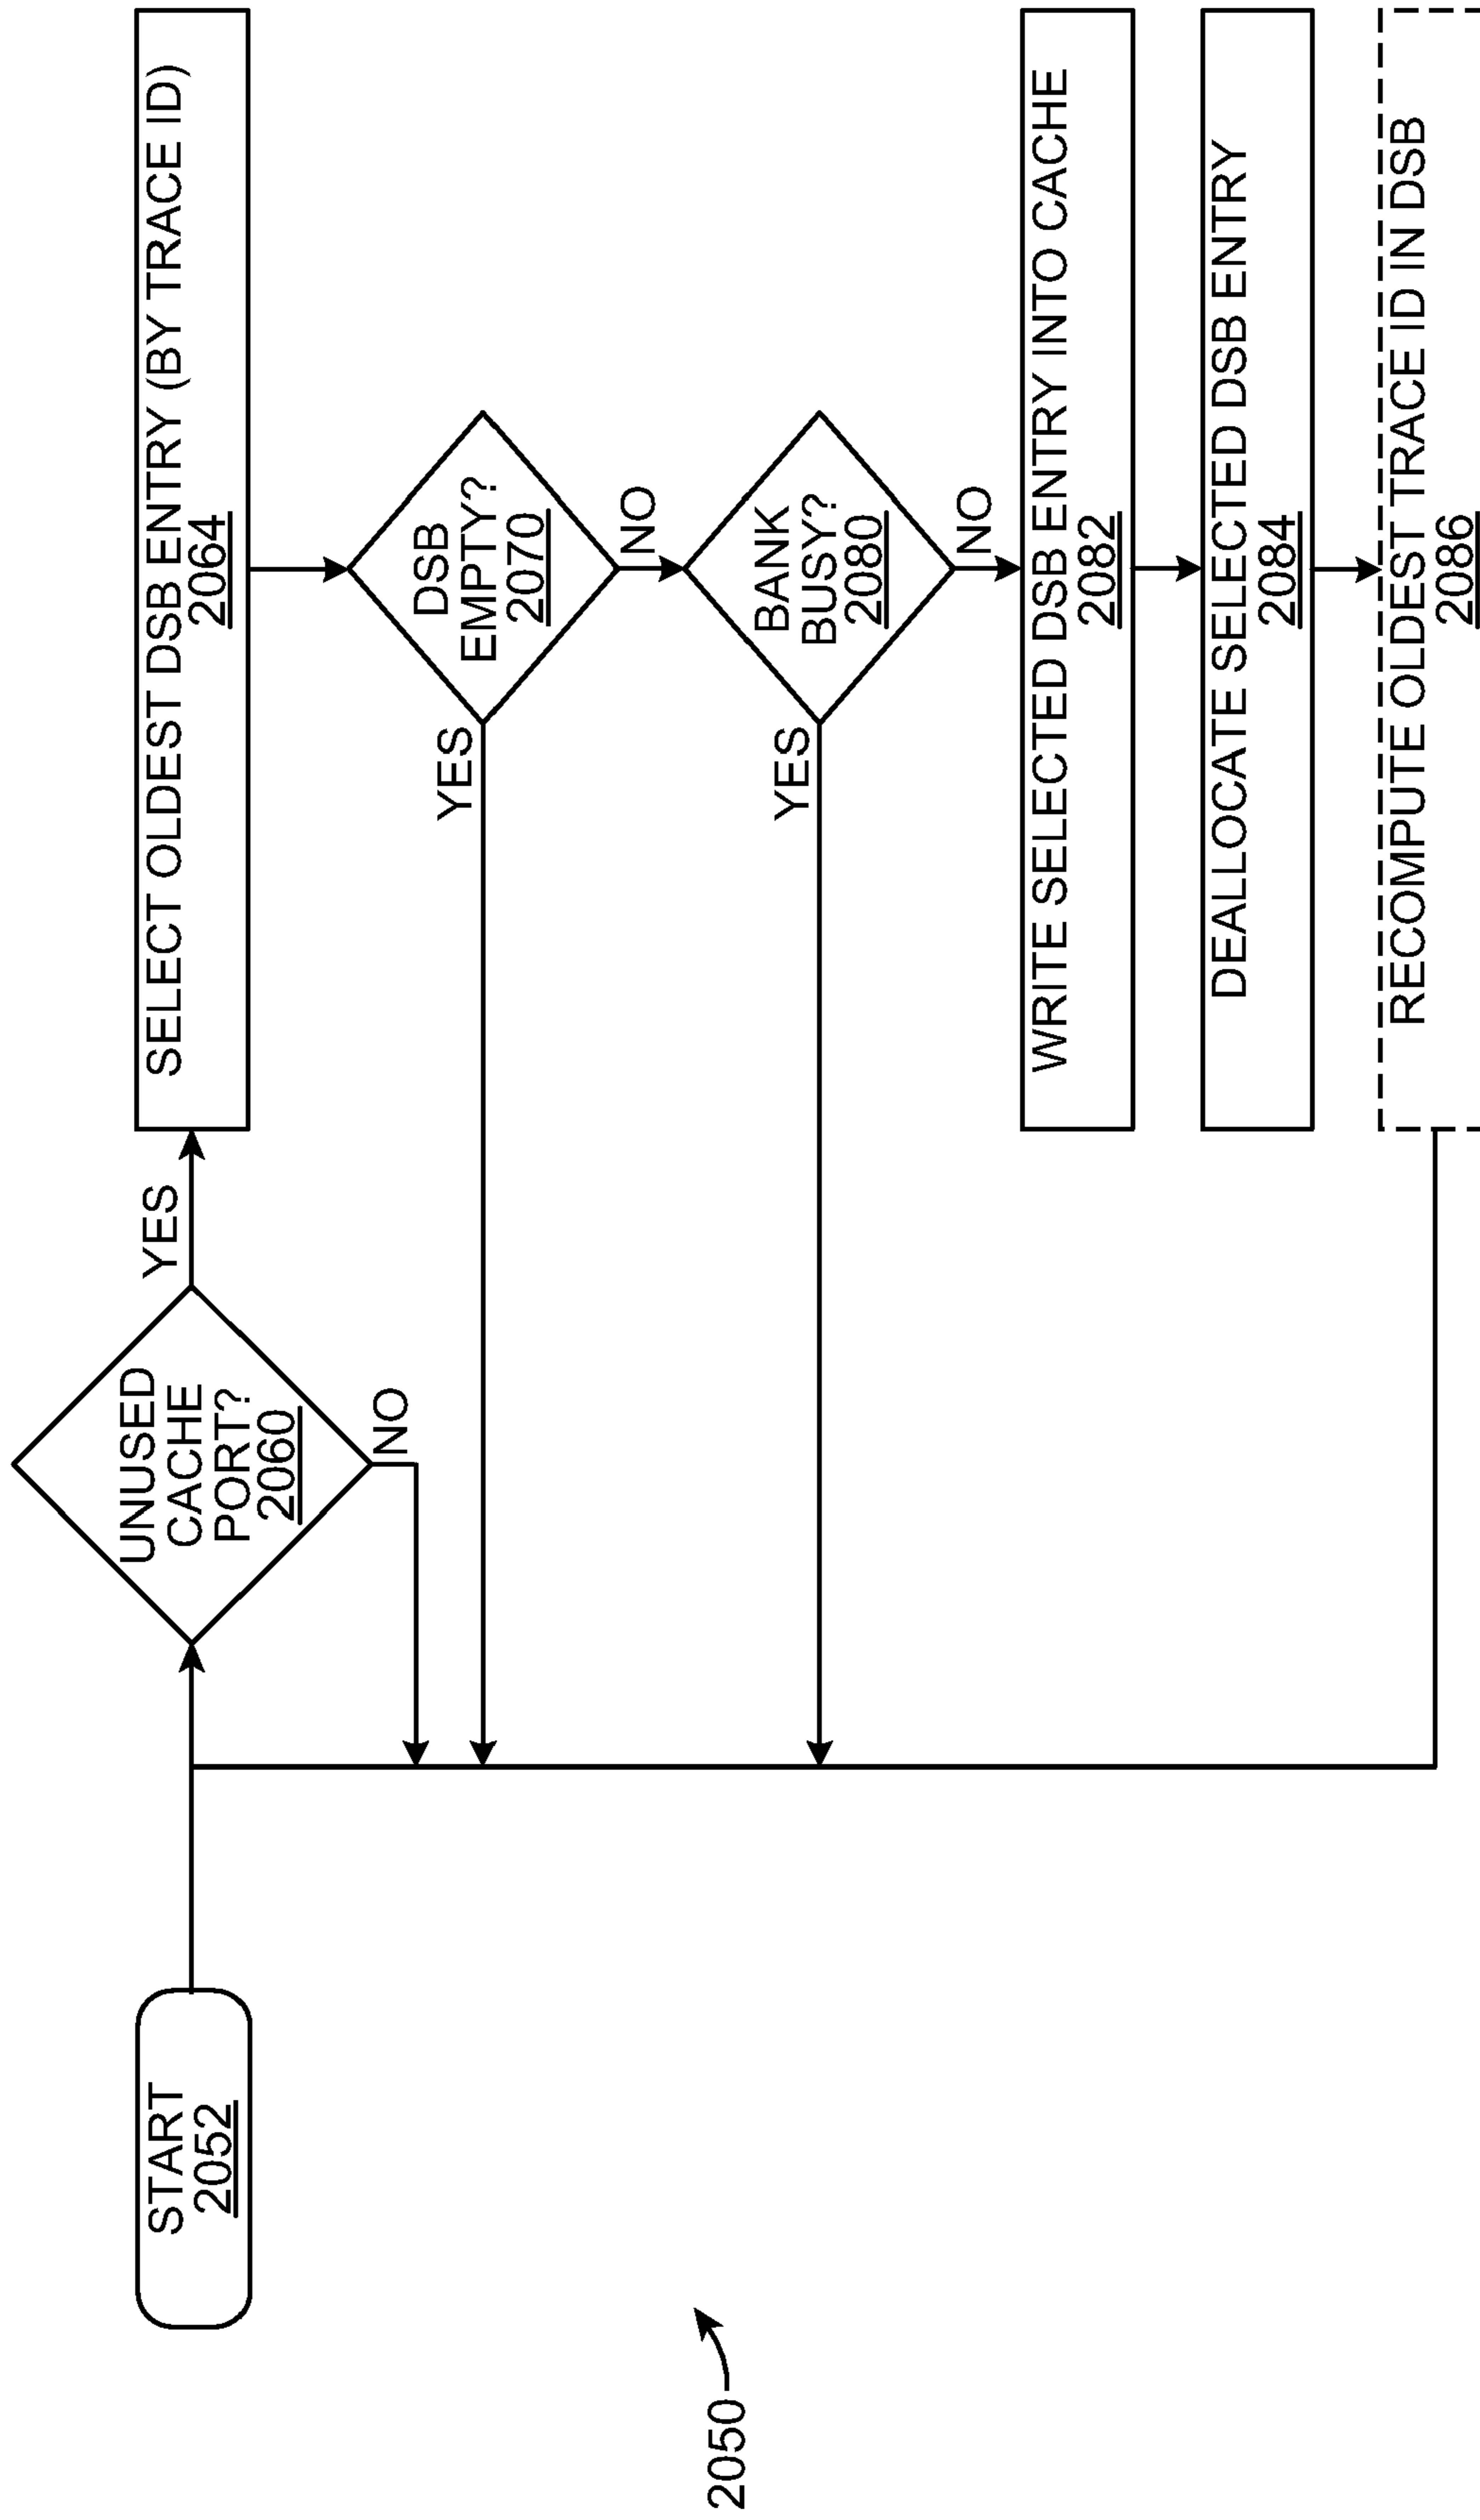 START
2052
UNUSED
CACHE
PORT?
2060
YES
NO
SELECT OLDEST DSB ENTRY (BY TRACE ID)
2064
DSB
EMPTY?
2070
YES
NO
BANK
BUSY?
2080
YES
NO
WRITE SELECTED DSB ENTRY INTO CACHE
2082
DEALLOCATE SELECTED DSB ENTRY
2084
RECOMPUTE OLDEST TRACE ID IN DSB
2086
2050